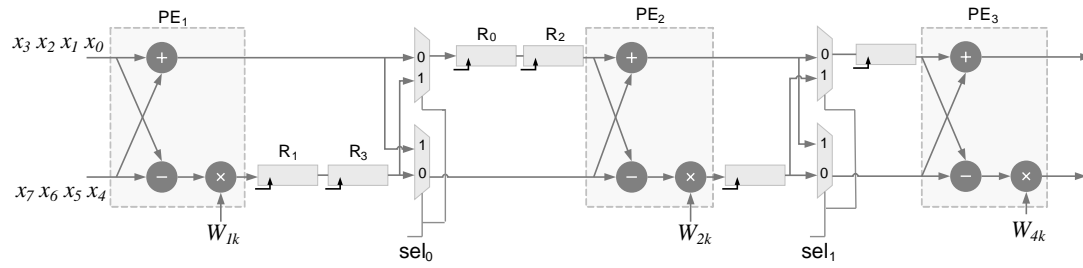 PE₁ PE₂ PE₃
R₀ R₂
x₃ x₂ x₁ x₀
+ 0 + 0 +
1 1
R₁ R₃
1 1
x₇ x₆ x₅ x₄
− × 0 − × 0 − ×
W₁ₖ W₂ₖ W₄ₖ
sel₀ sel₁